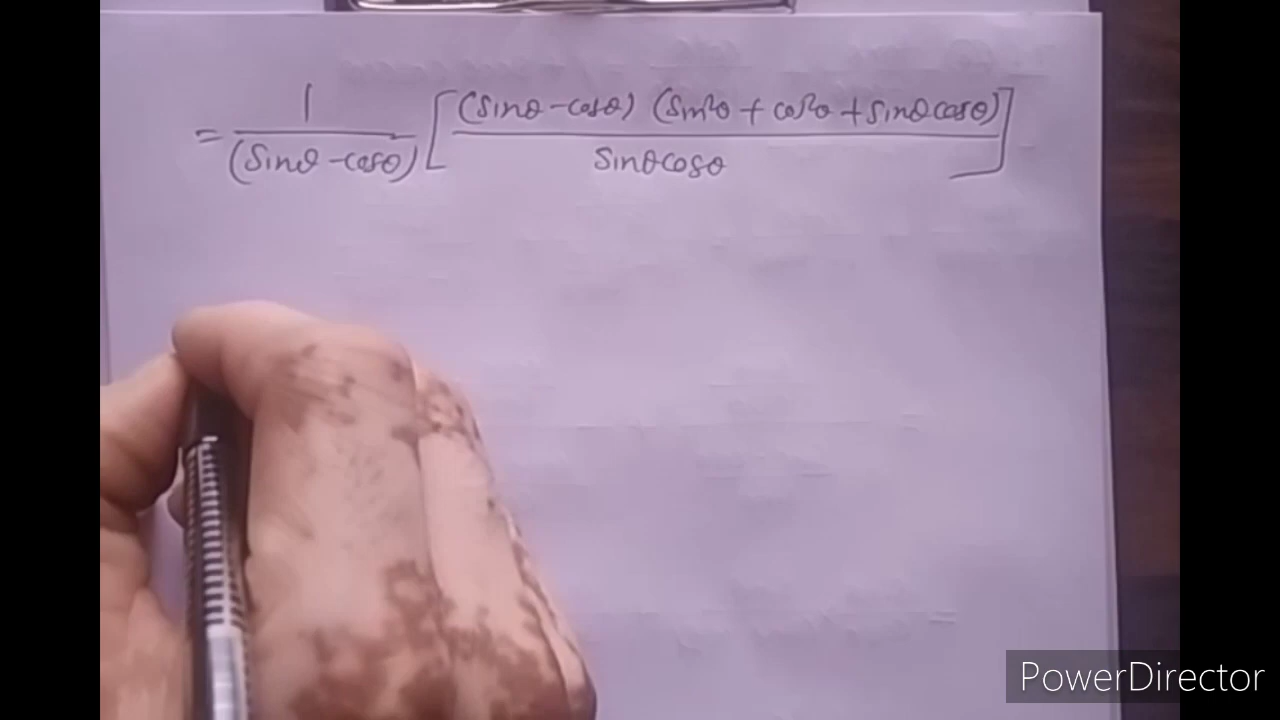 = 1/(sinθ - cosθ) [(sinθ - cosθ) (sin²θ + cos²θ + sinθcosθ)/sinθcosθ]
PowerDirector